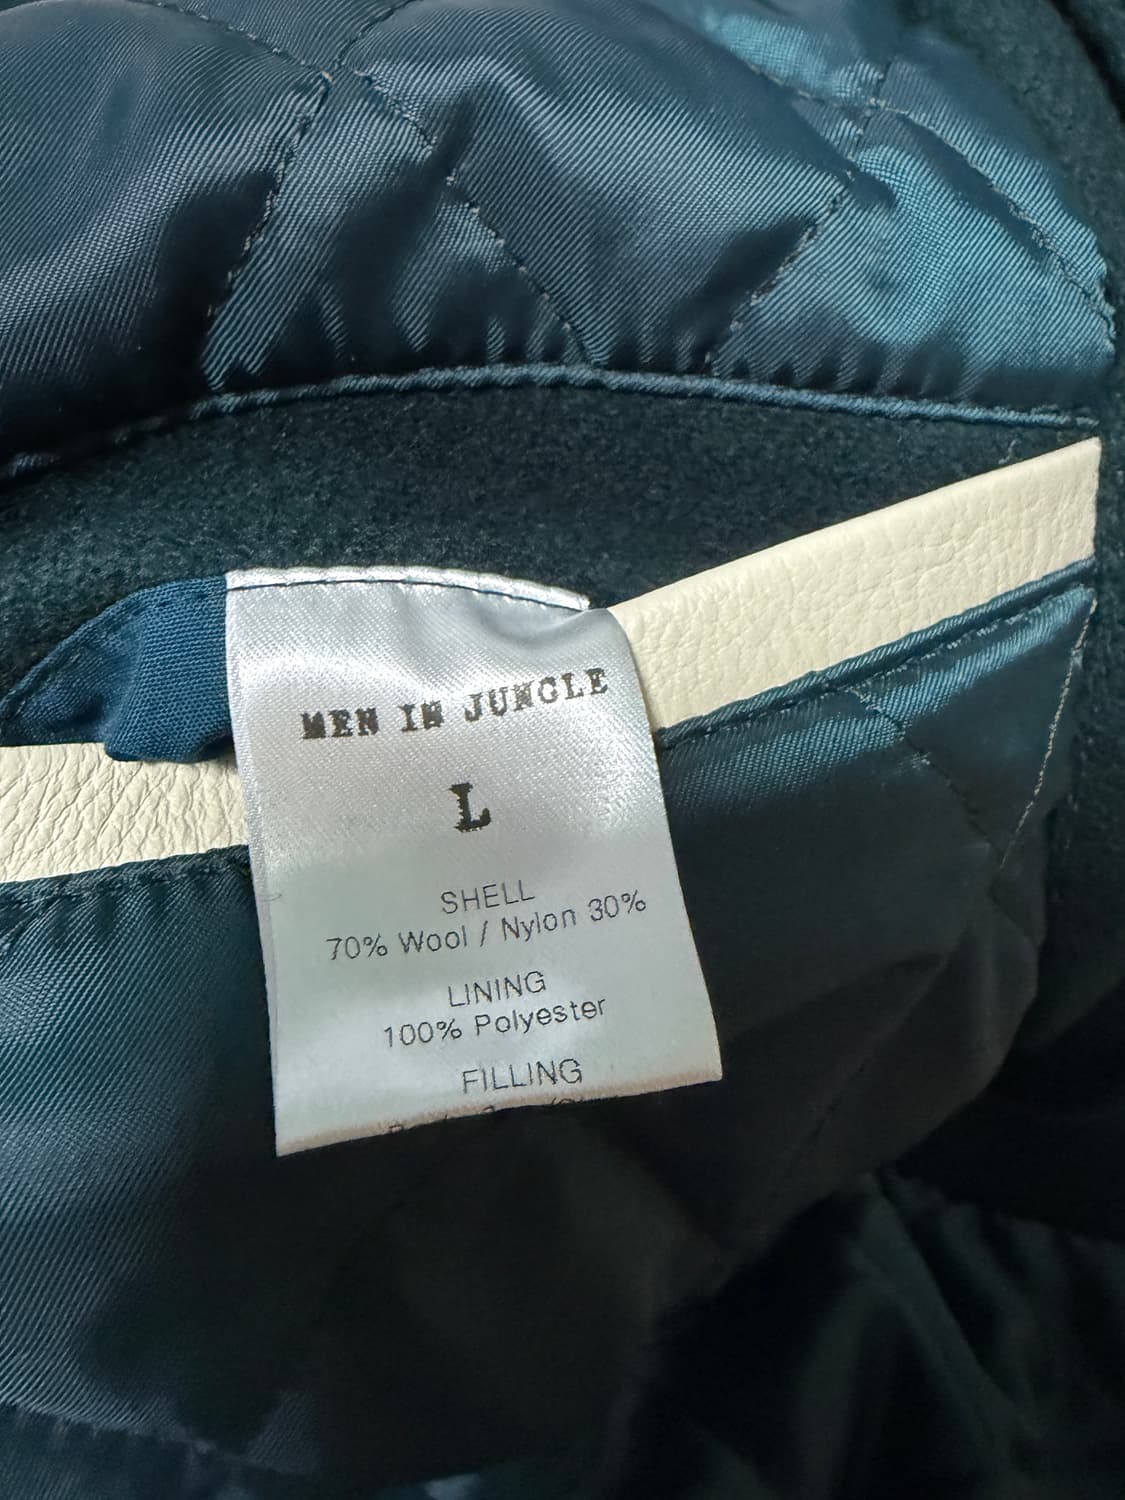 MEN IN JUNGLE
L
SHELL
70% Wool / Nylon 30%
LINING
100% Polyester
FILLING